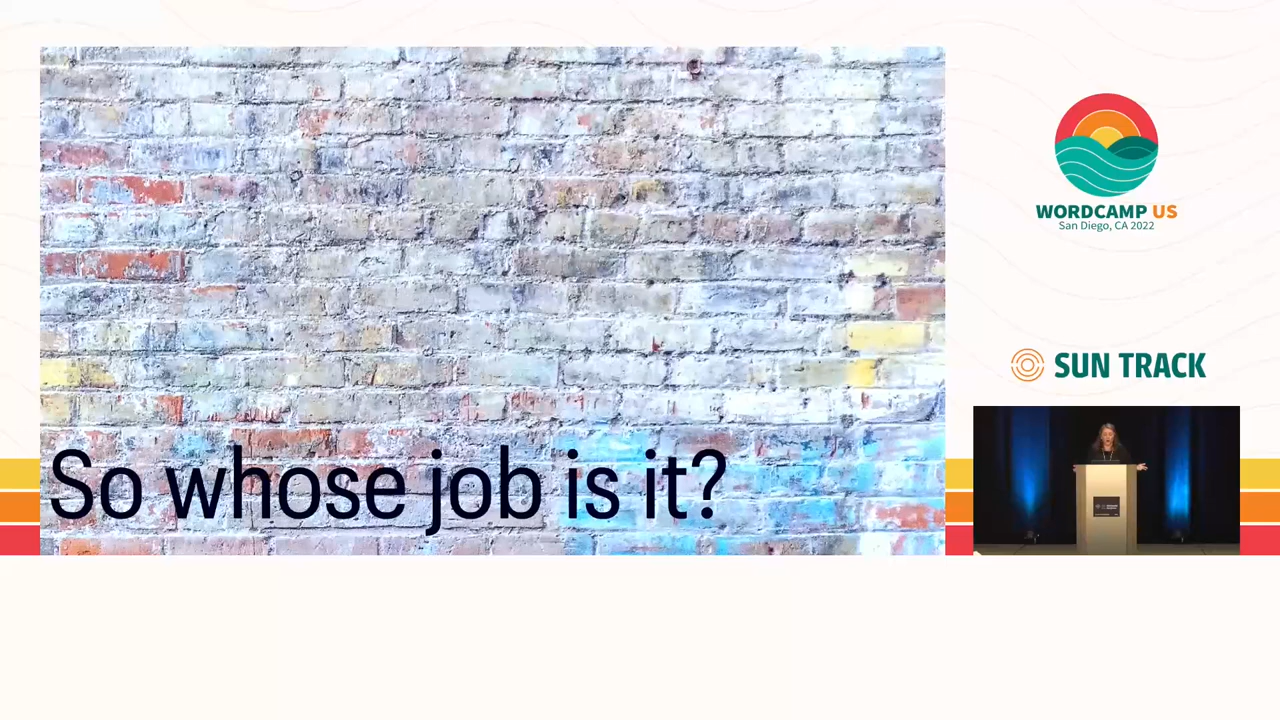 So whose job is it?
WORDCAMP US
San Diego, CA 2022
SUN TRACK